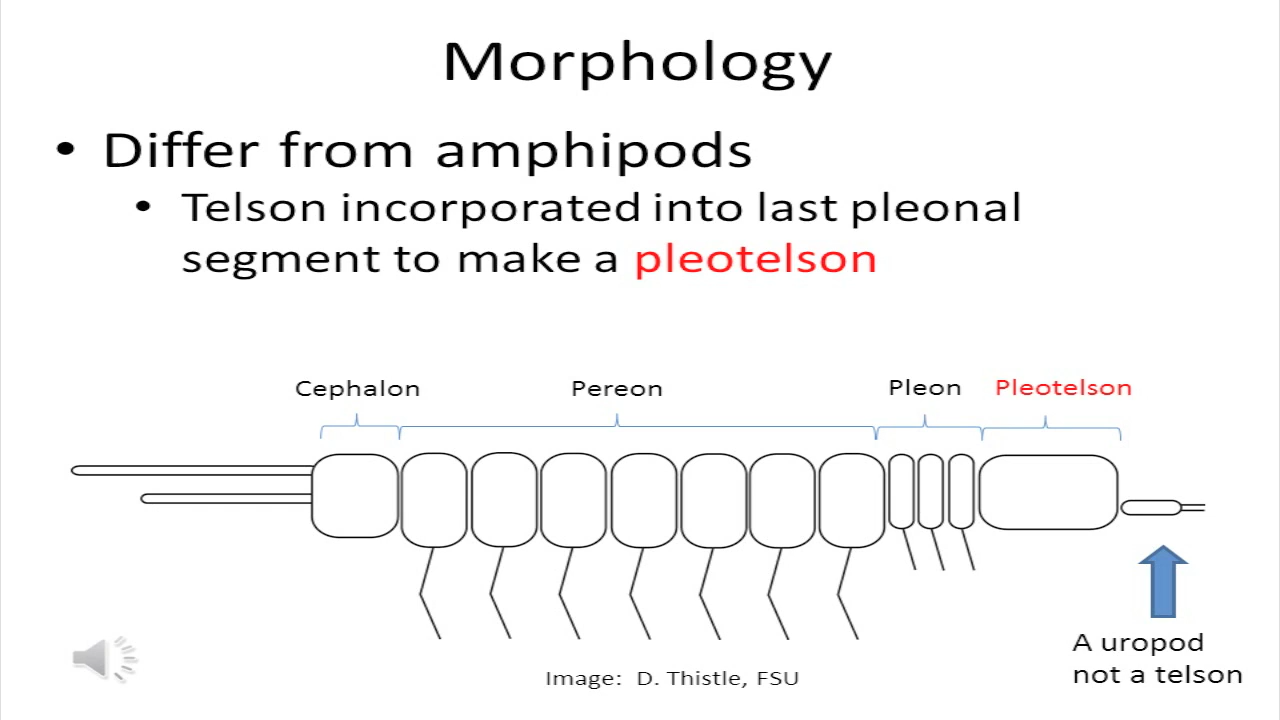 Morphology
• Differ from amphipods
• Telson incorporated into last pleonal
segment to make a pleotelson
Cephalon Pereon Pleon Pleotelson
A uropod
not a telson
Image: D. Thistle, FSU